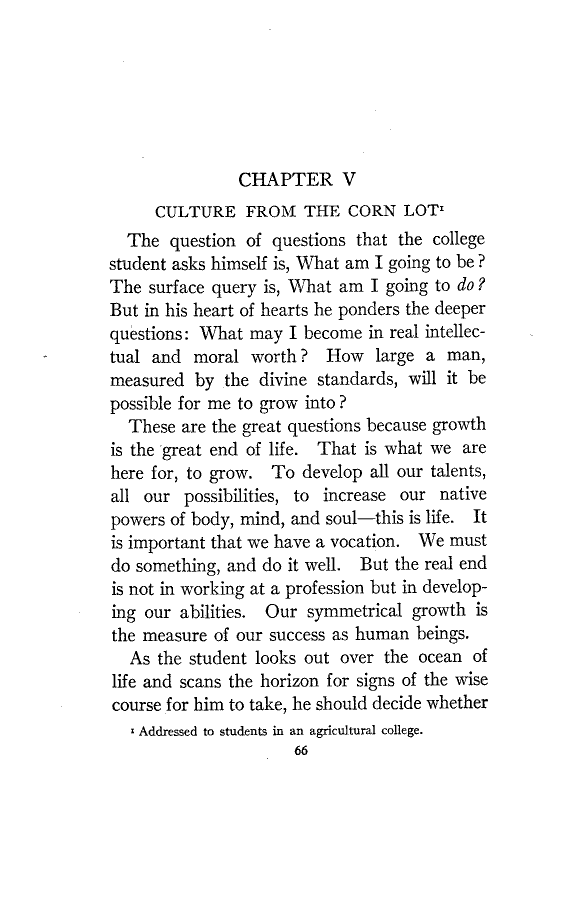 CHAPTER V
CULTURE FROM THE CORN LOT¹
The question of questions that the college
student asks himself is, What am I going to be?
The surface query is, What am I going to do?
But in his heart of hearts he ponders the deeper
questions: What may I become in real intellec-
tual and moral worth? How large a man,
measured by the divine standards, will it be
possible for me to grow into?
These are the great questions because growth
is the great end of life. That is what we are
here for, to grow. To develop all our talents,
all our possibilities, to increase our native
powers of body, mind, and soul—this is life. It
is important that we have a vocation. We must
do something, and do it well. But the real end
is not in working at a profession but in develop-
ing our abilities. Our symmetrical growth is
the measure of our success as human beings.
As the student looks out over the ocean of
life and scans the horizon for signs of the wise
course for him to take, he should decide whether
¹ Addressed to students in an agricultural college.
66